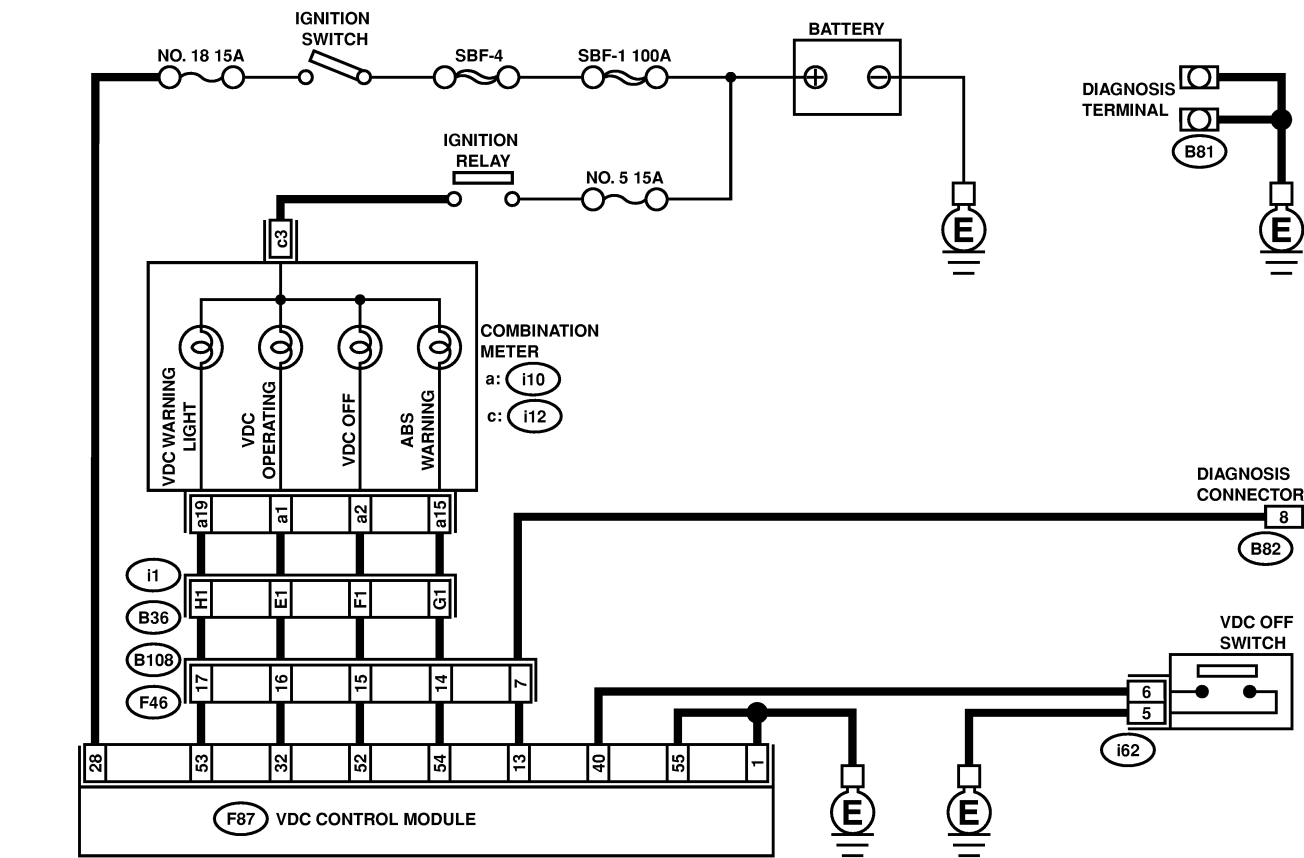 IGNITION
SWITCH
NO. 18 15A
SBF-4
SBF-1 100A
BATTERY
DIAGNOSIS
TERMINAL
B81
IGNITION
RELAY
NO. 5 15A
E
E
c3
COMBINATION
METER
a: i10
c: i12
VDC WARNING
LIGHT
VDC
OPERATING
VDC OFF
ABS
WARNING
a19
a1
a2
a15
DIAGNOSIS
CONNECTOR
8
B82
i1
H1
E1
F1
G1
B36
B108
17
16
15
14
7
F46
VDC OFF
SWITCH
6
5
i62
28
53
32
52
54
13
40
55
1
E
E
F87 VDC CONTROL MODULE